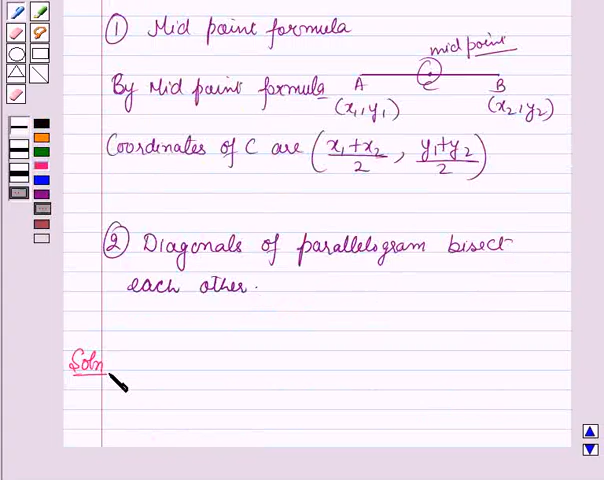 ① Mid point formula
mid point
By Mid point formula A C B
(x₁,y₁) (x₂,y₂)
Coordinates of C are (x₁+x₂/2, y₁+y₂/2)
② Diagonals of parallelogram bisect
each other.
Soln